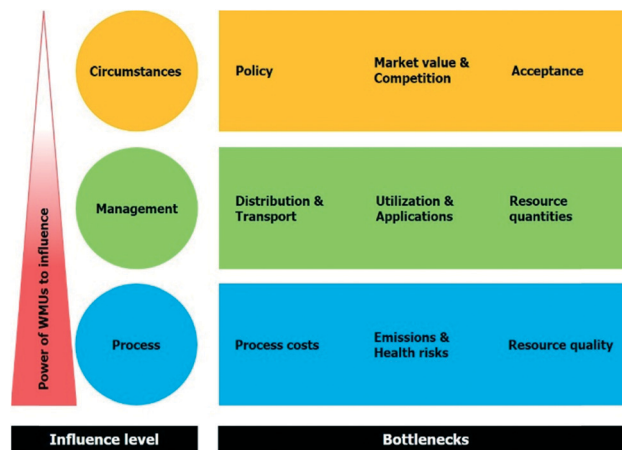 Power of WMUs to influence
Circumstances
Policy
Market value &
Competition
Acceptance
Management
Distribution &
Transport
Utilization &
Applications
Resource
quantities
Process
Process costs
Emissions &
Health risks
Resource quality
Influence level
Bottlenecks